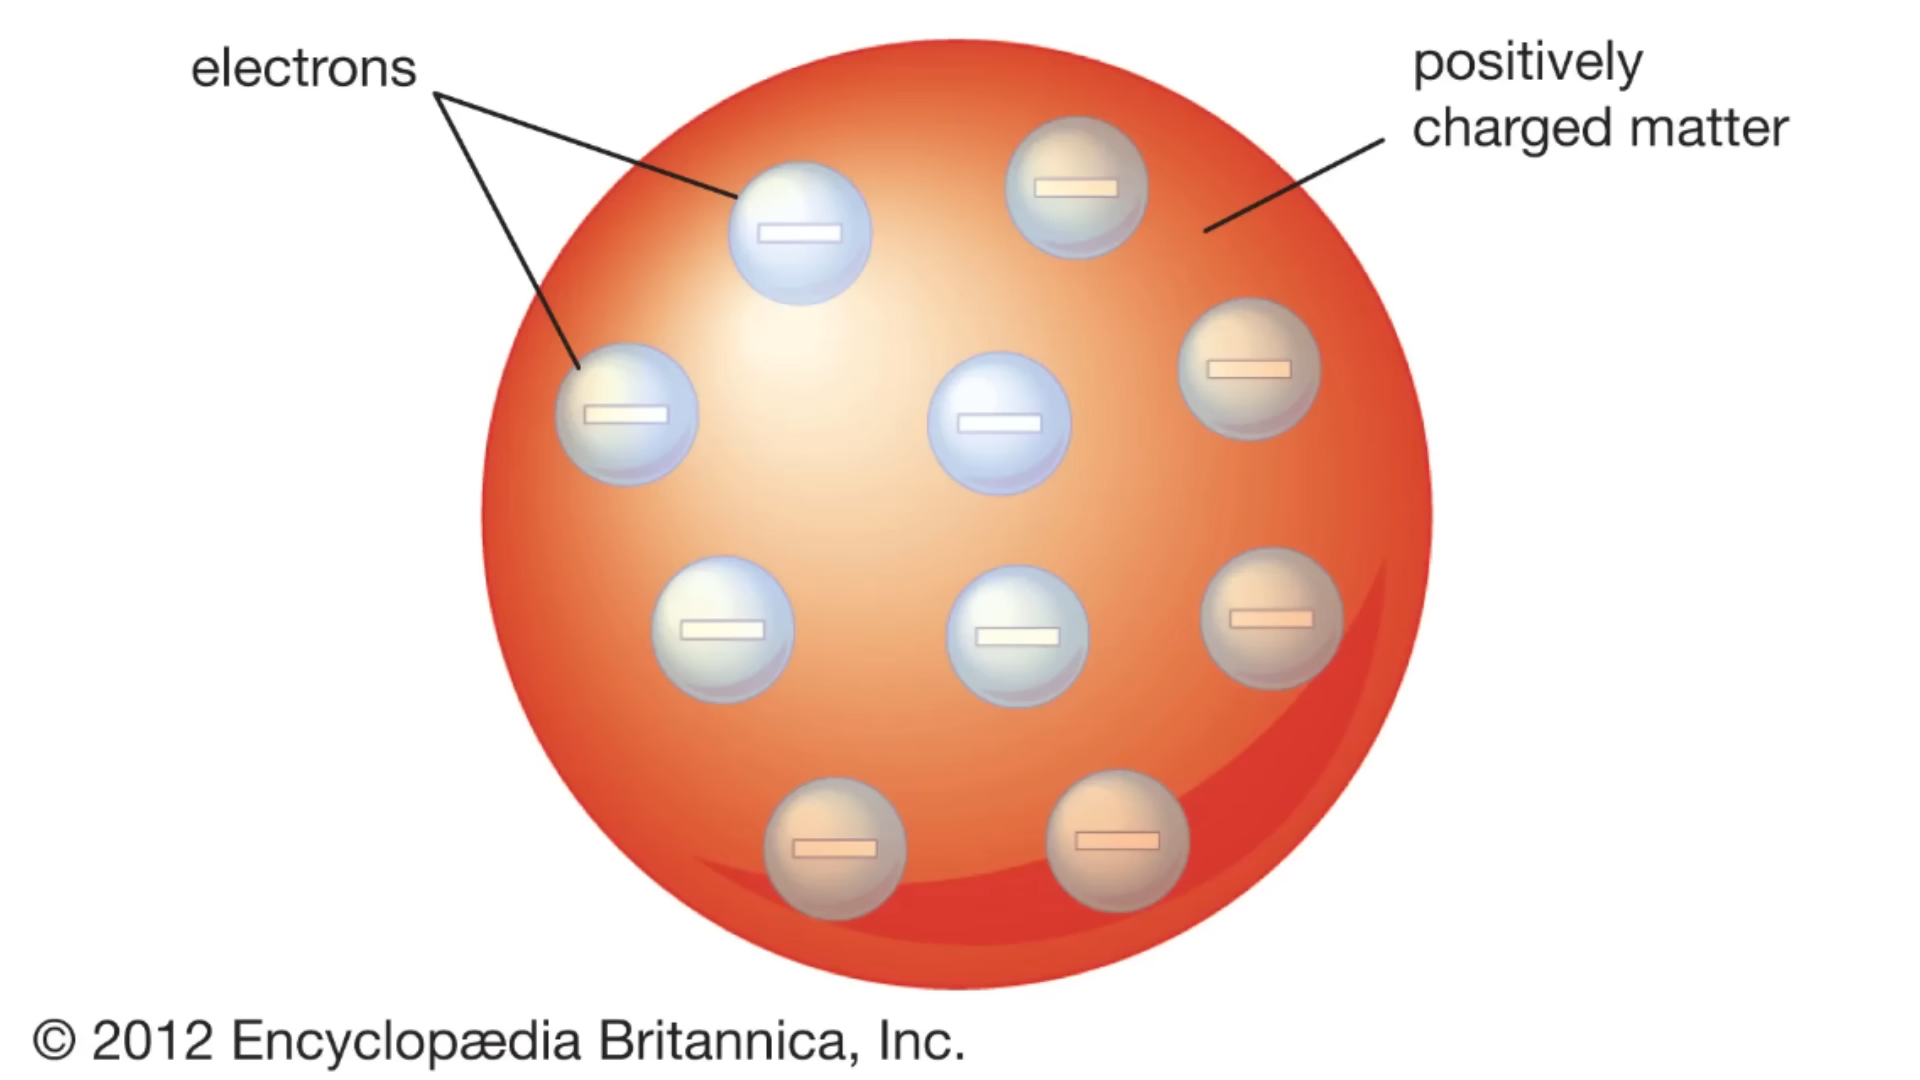 electrons
positively
charged matter
© 2012 Encyclopædia Britannica, Inc.